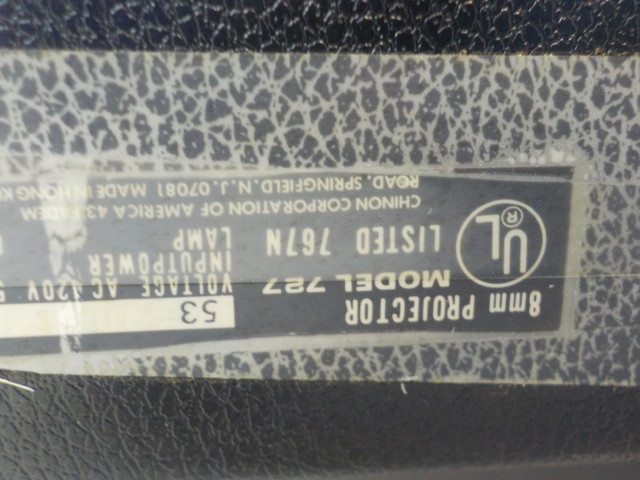 8mm PROJECTOR 53
MODEL 727 VOLTAGE AC 120V
INPUTPOWER
UL ® LISTED 767N LAMP
CHINON CORPORATION OF AMERICA 43
ROAD, SPRINGFIELD, N.J. 07081 MADE IN HONG